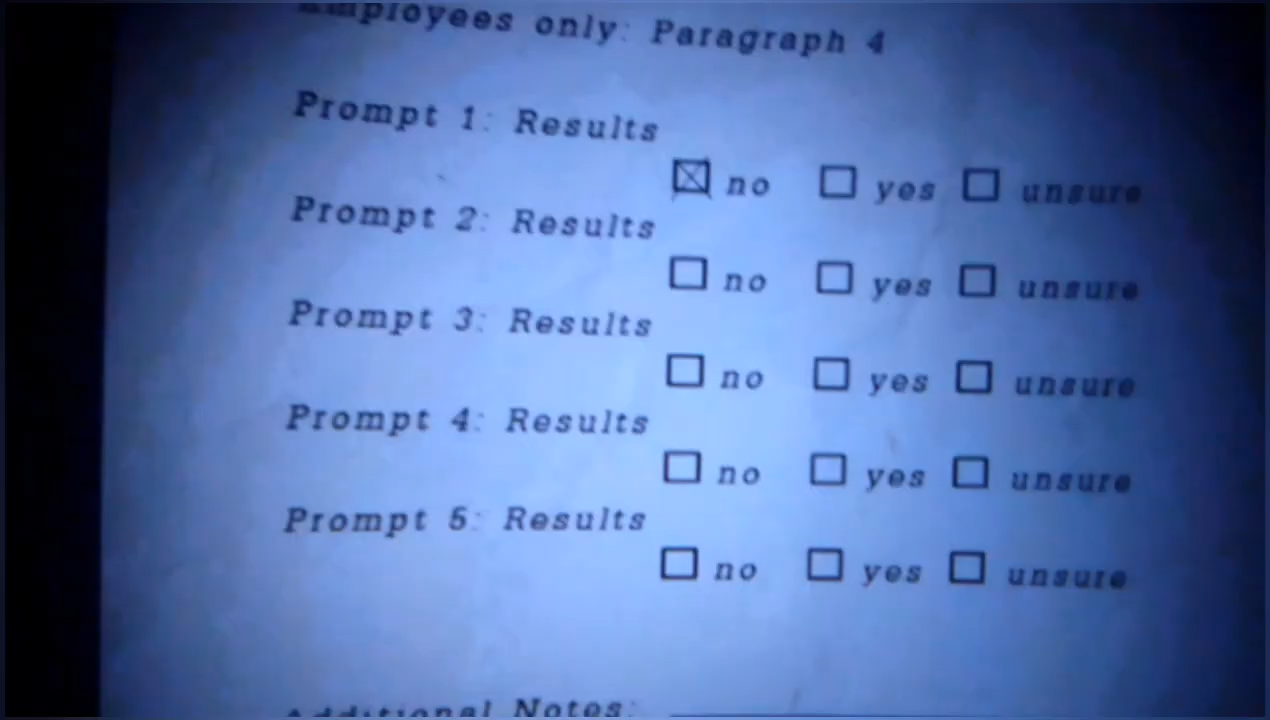 Employees only: Paragraph 4
Prompt 1: Results
☒ no ☐ yes ☐ unsure
Prompt 2: Results
☐ no ☐ yes ☐ unsure
Prompt 3: Results
☐ no ☐ yes ☐ unsure
Prompt 4: Results
☐ no ☐ yes ☐ unsure
Prompt 5: Results
☐ no ☐ yes ☐ unsure
Additional Notes: